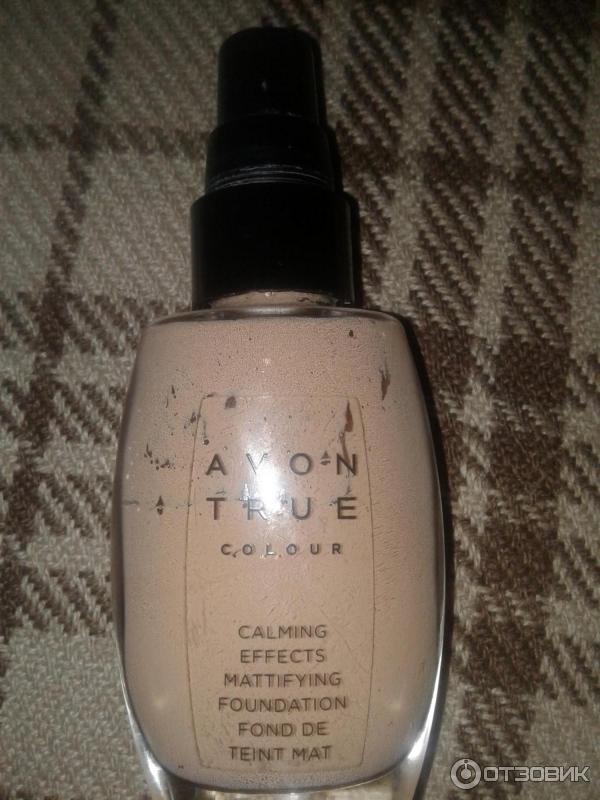 AVON
TRUE
COLOUR
CALMING
EFFECTS
MATTIFYING
FOUNDATION
FOND DE
TEINT MAT
ОТЗОВИК